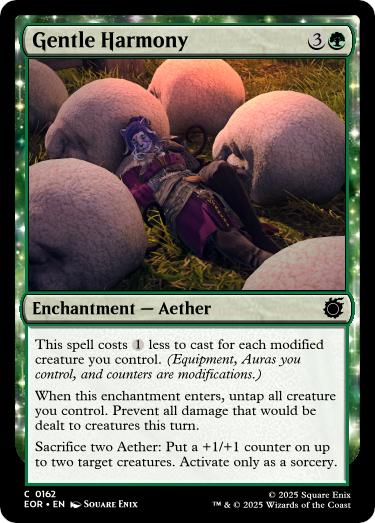 Gentle Harmony
3
Enchantment — Aether
This spell costs 1 less to cast for each modified
creature you control. (Equipment, Auras you
control, and counters are modifications.)
When this enchantment enters, untap all creature
you control. Prevent all damage that would be
dealt to creatures this turn.
Sacrifice two Aether: Put a +1/+1 counter on up
to two target creatures. Activate only as a sorcery.
C 0162
EOR • EN SQUARE ENIX
© 2025 Square Enix
™ & © 2025 Wizards of the Coast